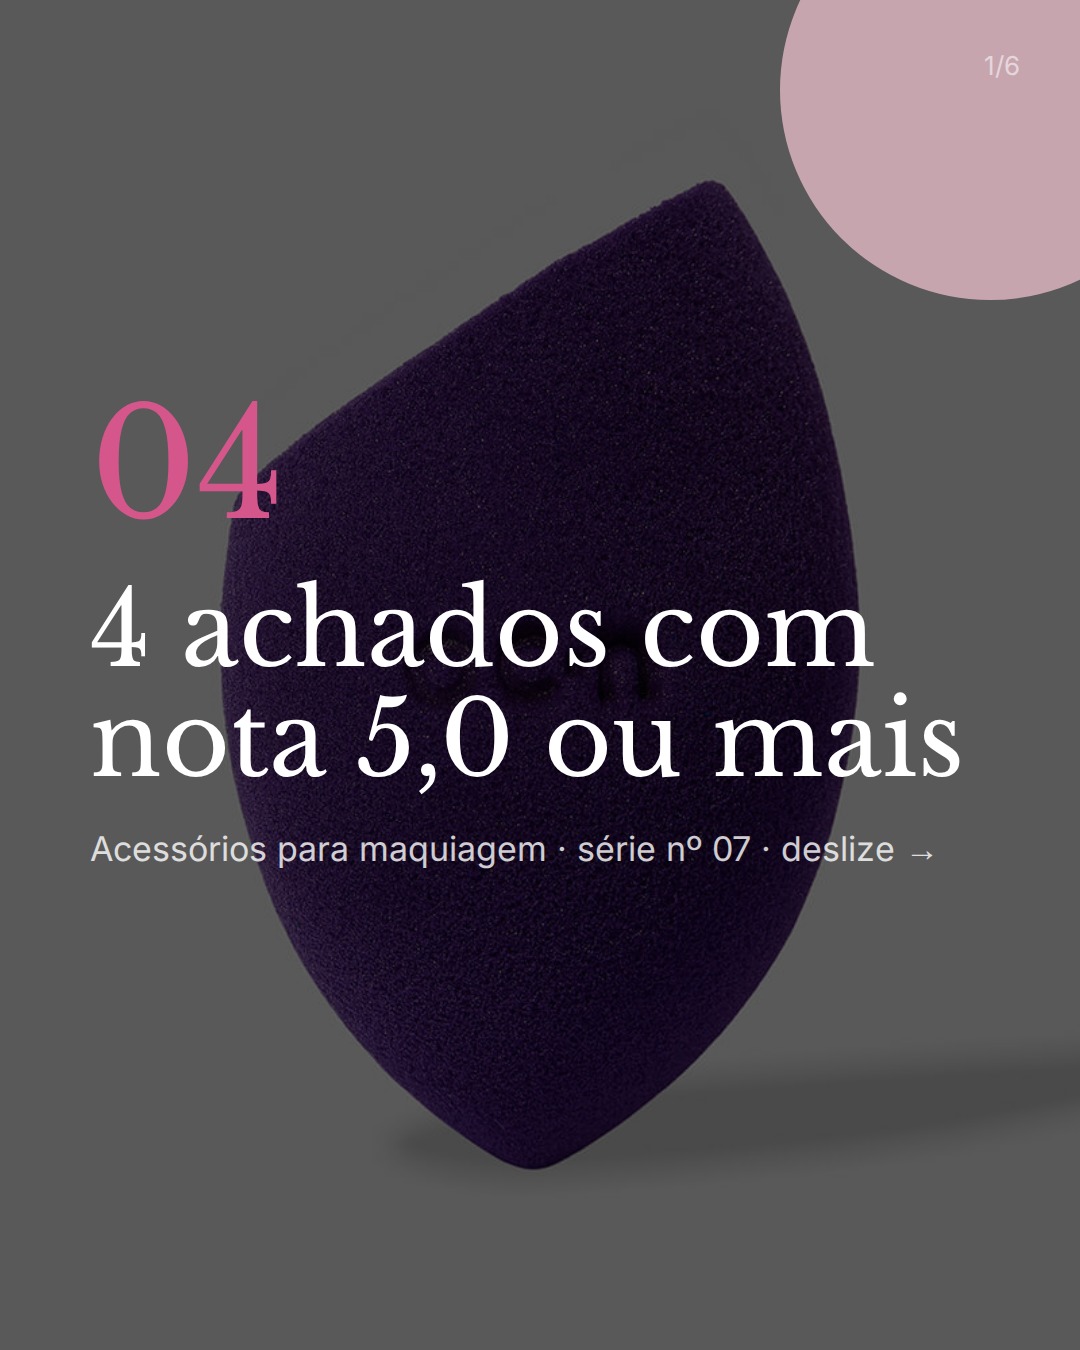 1/6
04
4 achados com
nota 5,0 ou mais
Acessórios para maquiagem · série nº 07 · deslize →